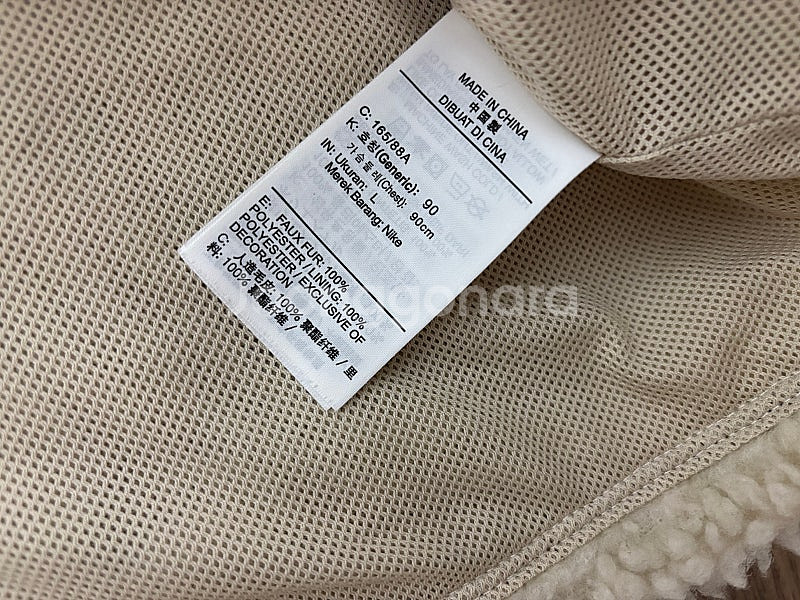 MADE IN CHINA
中国製
DIBUAT DI CINA
C: 165/88A
K: 호칭(Generic): 90
가슴둘레(Chest): 90cm
IN: Ukuran: L
Merek Barang: Nike
E: FAUX FUR: 100%
POLYESTER / LINING: 100%
POLYESTER / EXCLUSIVE OF
DECORATION
C: 人造毛皮: 100% 聚酯纤维 / 里
料: 100% 聚酯纤维 /